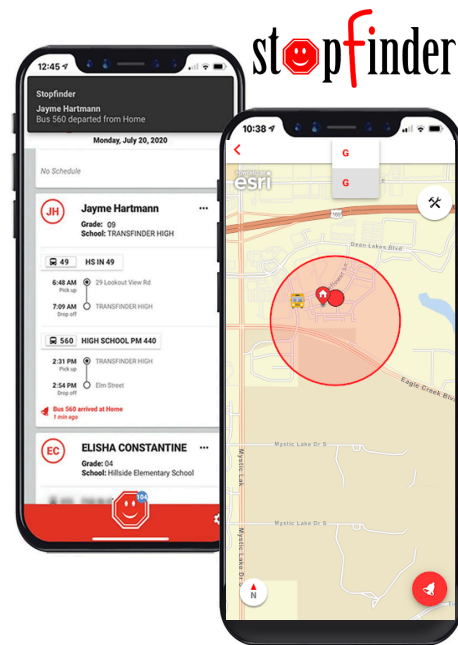 stopfinder
12:45
Stopfinder
Jayme Hartmann
Bus 560 departed from Home
Monday, July 20, 2020
No Schedule
JH
Jayme Hartmann
Grade: 09
School: TRANSFINDER HIGH
49 HS IN 49
6:48 AM 29 Lookout View Rd
Pick up
7:09 AM TRANSFINDER HIGH
Drop off
560 HIGH SCHOOL PM 440
2:31 PM TRANSFINDER HIGH
Pick up
2:54 PM Elm Street
Drop off
Bus 560 arrived at Home
1 min ago
EC
ELISHA CONSTANTINE
Grade: 04
School: Hillside Elementary School
104
10:38
G
G
esri
169
Dean Lakes Blvd
Eagle Creek Blvd
Mystic Lake Dr S
Mystic Lak
Mystic Lake Dr S
Mystic Lake Dr
N